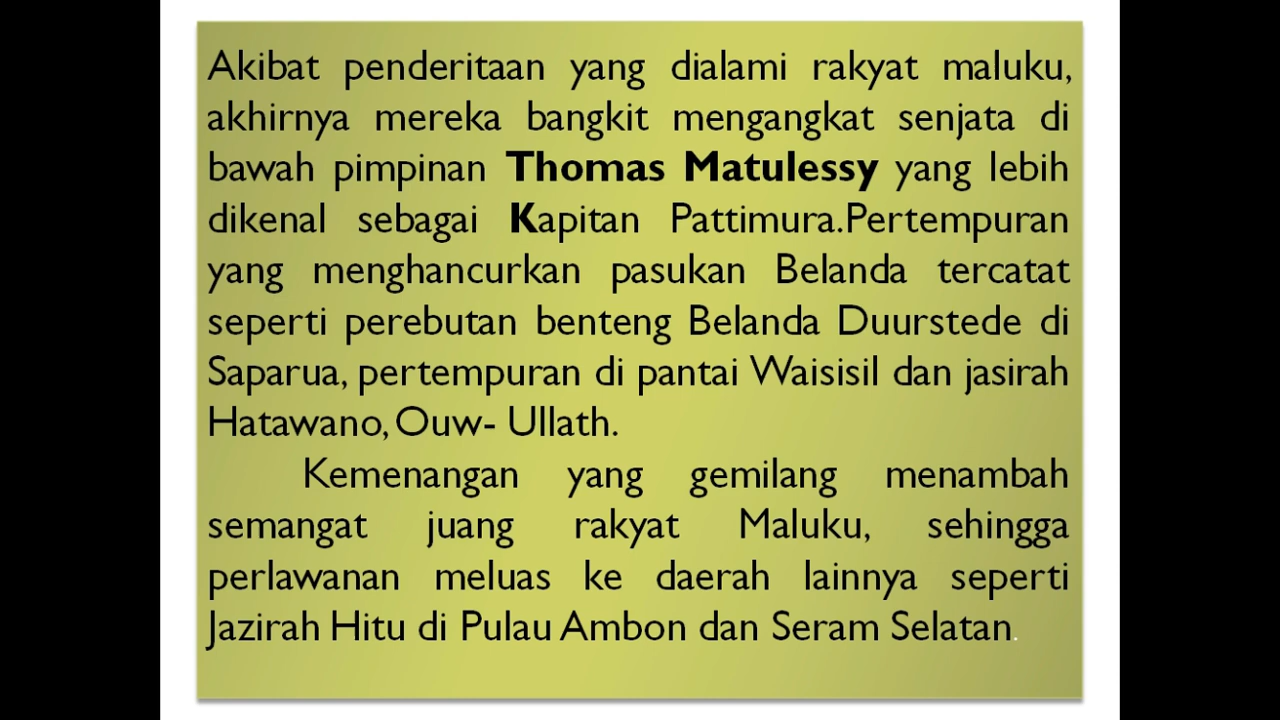 Akibat penderitaan yang dialami rakyat maluku,
akhirnya mereka bangkit mengangkat senjata di
bawah pimpinan Thomas Matulessy yang lebih
dikenal sebagai Kapitan Pattimura.Pertempuran
yang menghancurkan pasukan Belanda tercatat
seperti perebutan benteng Belanda Duurstede di
Saparua, pertempuran di pantai Waisisil dan jasirah
Hatawano, Ouw- Ullath.
Kemenangan yang gemilang menambah
semangat juang rakyat Maluku, sehingga
perlawanan meluas ke daerah lainnya seperti
Jazirah Hitu di Pulau Ambon dan Seram Selatan.